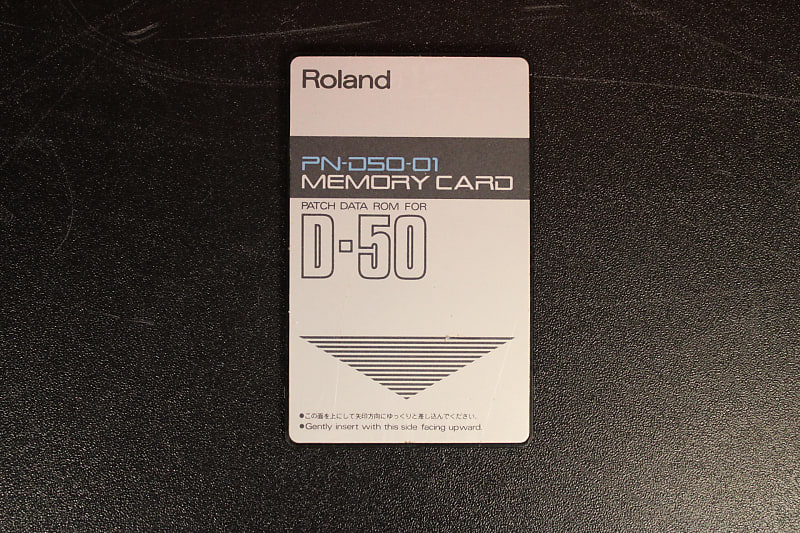 Roland
PN-D50-01
MEMORY CARD
PATCH DATA ROM FOR
D-50
●この面を上にして矢印方向にゆっくりと差し込んでください。
●Gently insert with this side facing upward.